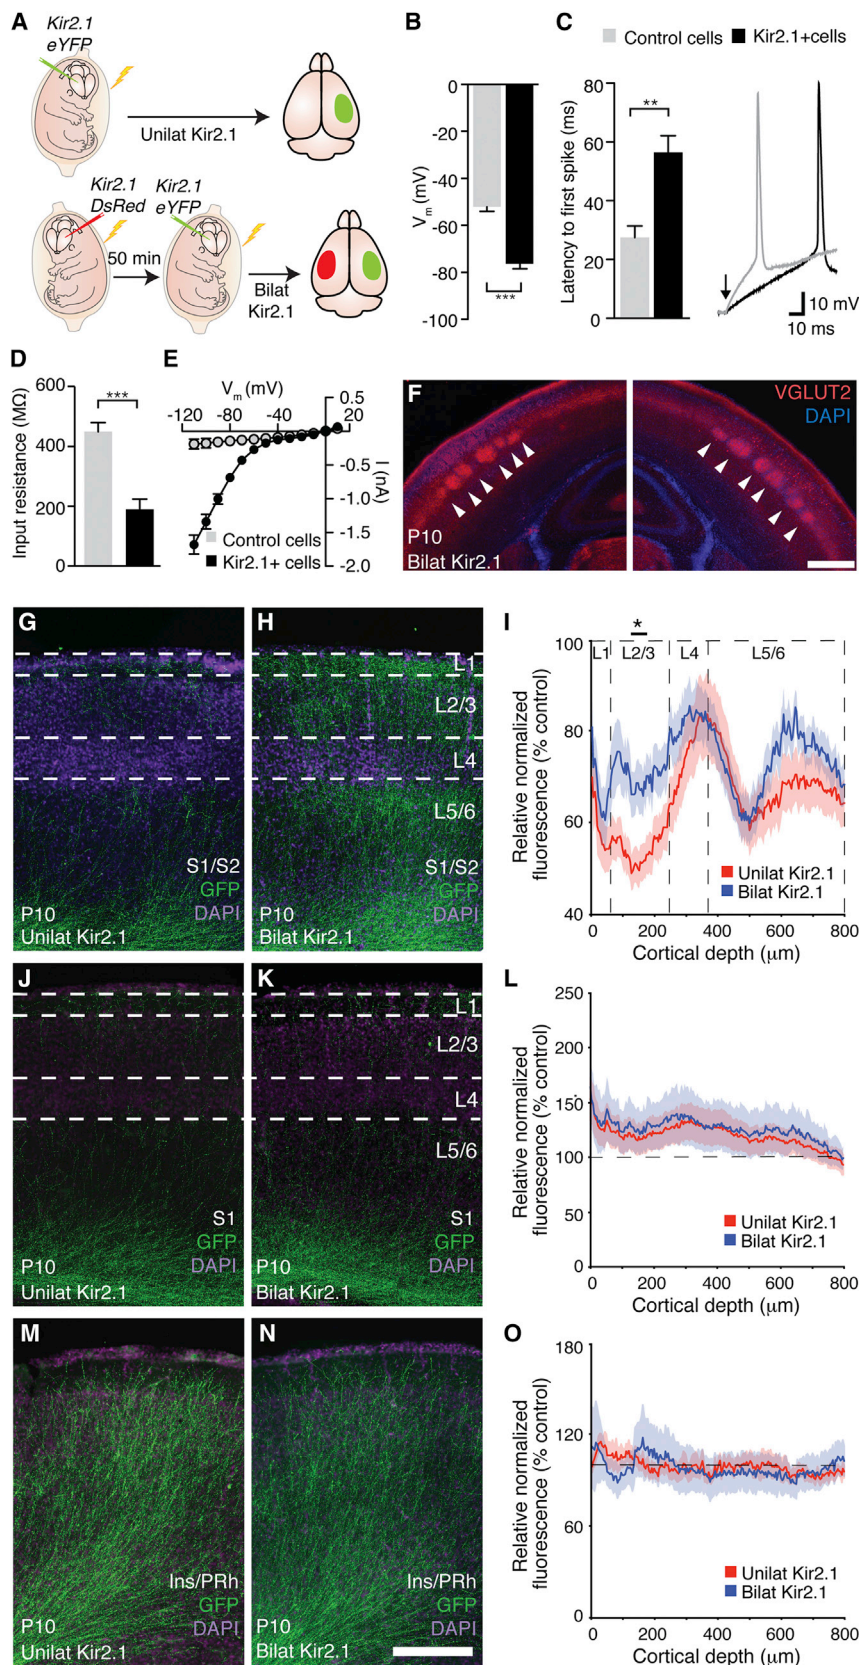 A
Kir2.1
eYFP
Unilat Kir2.1
Kir2.1
DsRed
Kir2.1
eYFP
50 min
Bilat
Kir2.1
B
0
-20
-40
-60
-80
-100
Vm (mV)
***
C
Control cells
Kir2.1+cells
80
60
40
20
0
Latency to first spike (ms)
**
10 mV
10 ms
D
600
400
200
0
Input resistance (MΩ)
***
E
Vm (mV)
-120
-80
-40
20
0.5
-0.5
-1.0
-1.5
-2.0
I (nA)
Control cells
Kir2.1+ cells
F
VGLUT2
DAPI
P10
Bilat Kir2.1
G
S1/S2
GFP
DAPI
P10
Unilat Kir2.1
H
L1
L2/3
L4
L5/6
S1/S2
GFP
DAPI
P10
Bilat Kir2.1
I
*
L1
L2/3
L4
L5/6
100
80
60
40
Relative normalized
fluorescence (% control)
Unilat Kir2.1
Bilat Kir2.1
0 200 400 600 800
Cortical depth (μm)
J
S1
GFP
DAPI
P10
Unilat Kir2.1
K
L1
L2/3
L4
L5/6
S1
GFP
DAPI
P10
Bilat Kir2.1
L
250
200
150
100
50
0
Relative normalized
fluorescence (% control)
Unilat Kir2.1
Bilat Kir2.1
0 200 400 600 800
Cortical depth (μm)
M
Ins/PRh
GFP
DAPI
P10
Unilat Kir2.1
N
Ins/PRh
GFP
DAPI
P10
Bilat Kir2.1
O
180
120
60
0
Relative normalized
fluorescence (% control)
Unilat Kir2.1
Bilat Kir2.1
0 200 400 600 800
Cortical depth (μm)